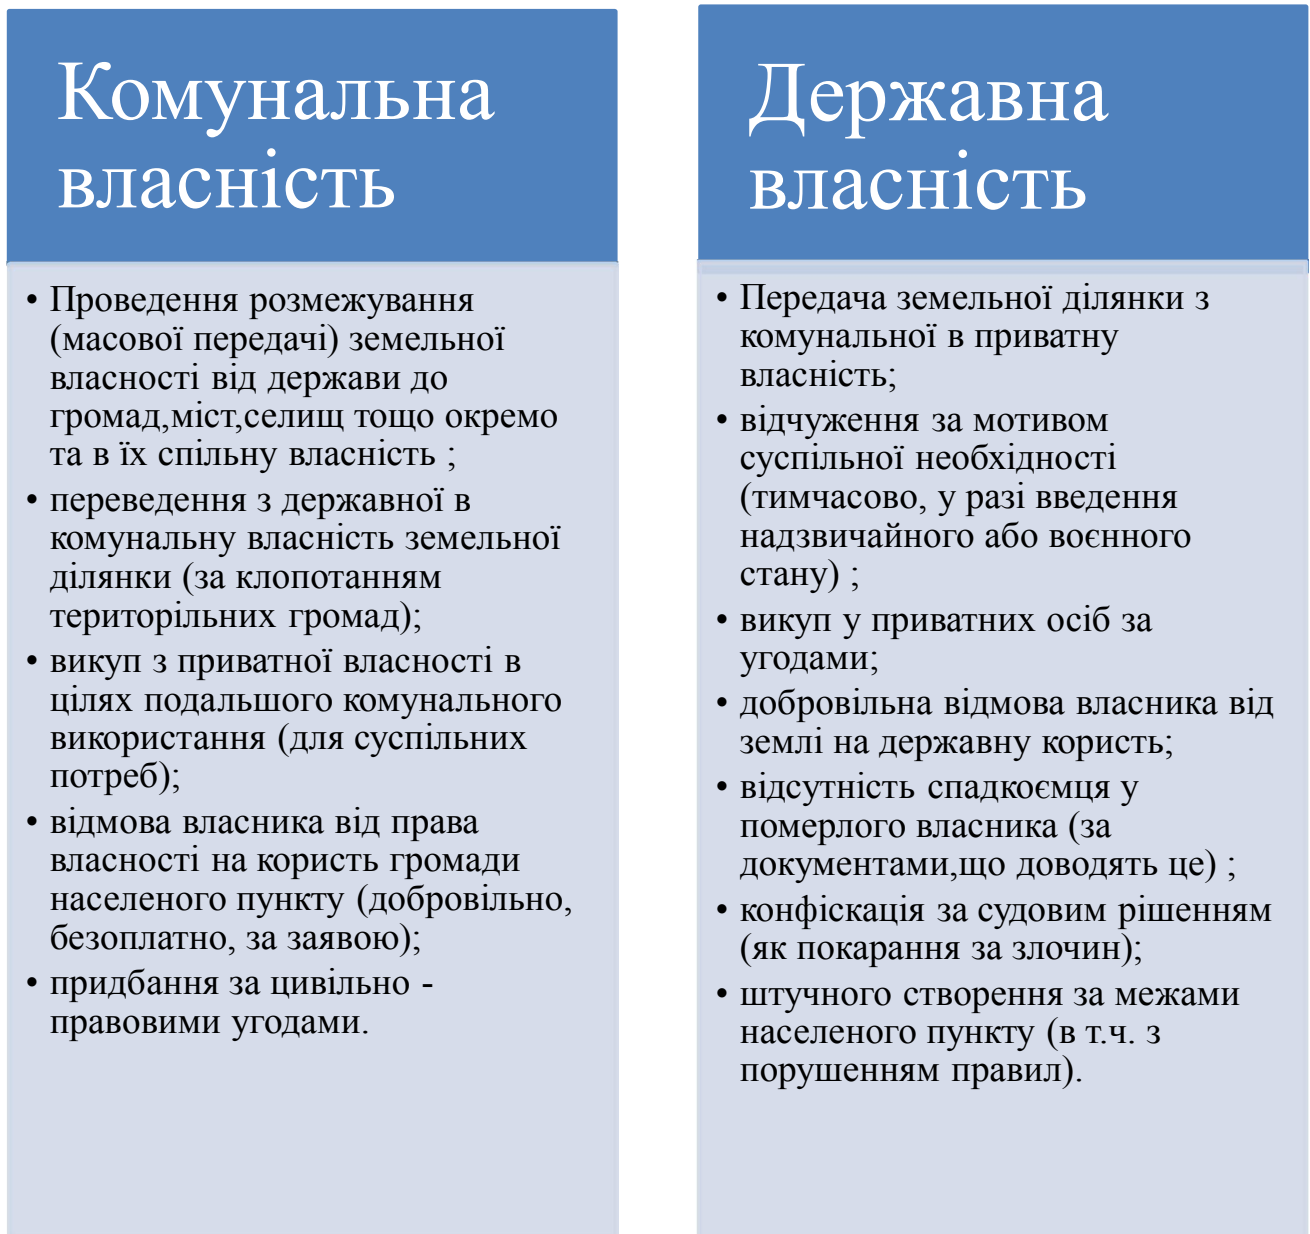 Комунальна
власність
• Проведення розмежування
(масової передачі) земельної
власності від держави до
громад,міст,селищ тощо окремо
та в їх спільну власність ;
• переведення з державної в
комунальну власність земельної
ділянки (за клопотанням
територільних громад);
• викуп з приватної власності в
цілях подальшого комунального
використання (для суспільних
потреб);
• відмова власника від права
власності на користь громади
населеного пункту (добровільно,
безоплатно, за заявою);
• придбання за цивільно -
правовими угодами.
Державна
власність
• Передача земельної ділянки з
комунальної в приватну
власність;
• відчуження за мотивом
суспільної необхідності
(тимчасово, у разі введення
надзвичайного або воєнного
стану) ;
• викуп у приватних осіб за
угодами;
• добровільна відмова власника від
землі на державну користь;
• відсутність спадкоємця у
померлого власника (за
документами,що доводять це) ;
• конфіскація за судовим рішенням
(як покарання за злочин);
• штучного створення за межами
населеного пункту (в т.ч. з
порушенням правил).